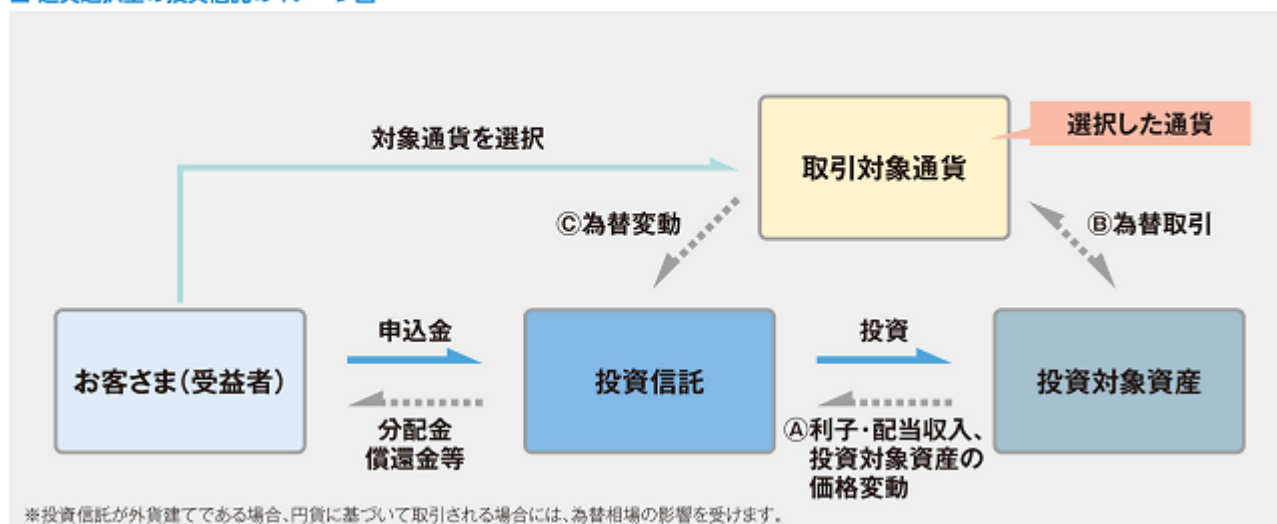 対象通貨を選択
取引対象通貨
選択した通貨
Ⓒ為替変動
Ⓑ為替取引
お客さま(受益者)
申込金
分配金
償還金等
投資信託
投資
Ⓐ利子・配当収入、
投資対象資産の
価格変動
投資対象資産
※投資信託が外貨建てである場合、円貨に基づいて取引される場合には、為替相場の影響を受けます。